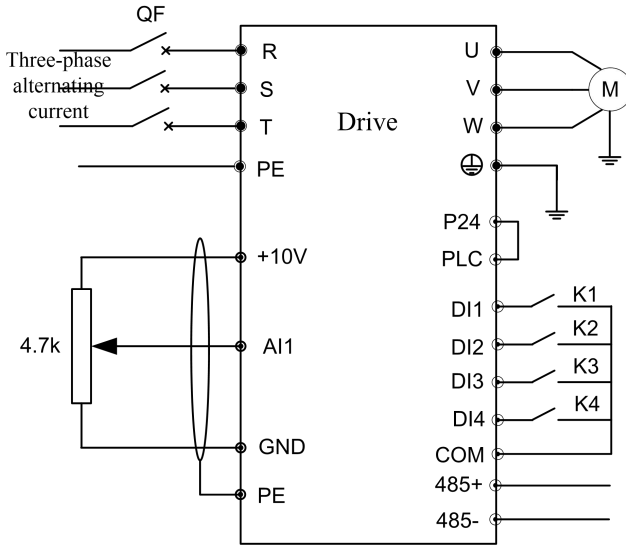 QF
R
U
Three-phase
alternating
current
S
V
M
T
Drive
W
PE
P24
+10V
PLC
DI1
K1
4.7k
AI1
DI2
K2
DI3
K3
DI4
K4
GND
COM
PE
485+
485-